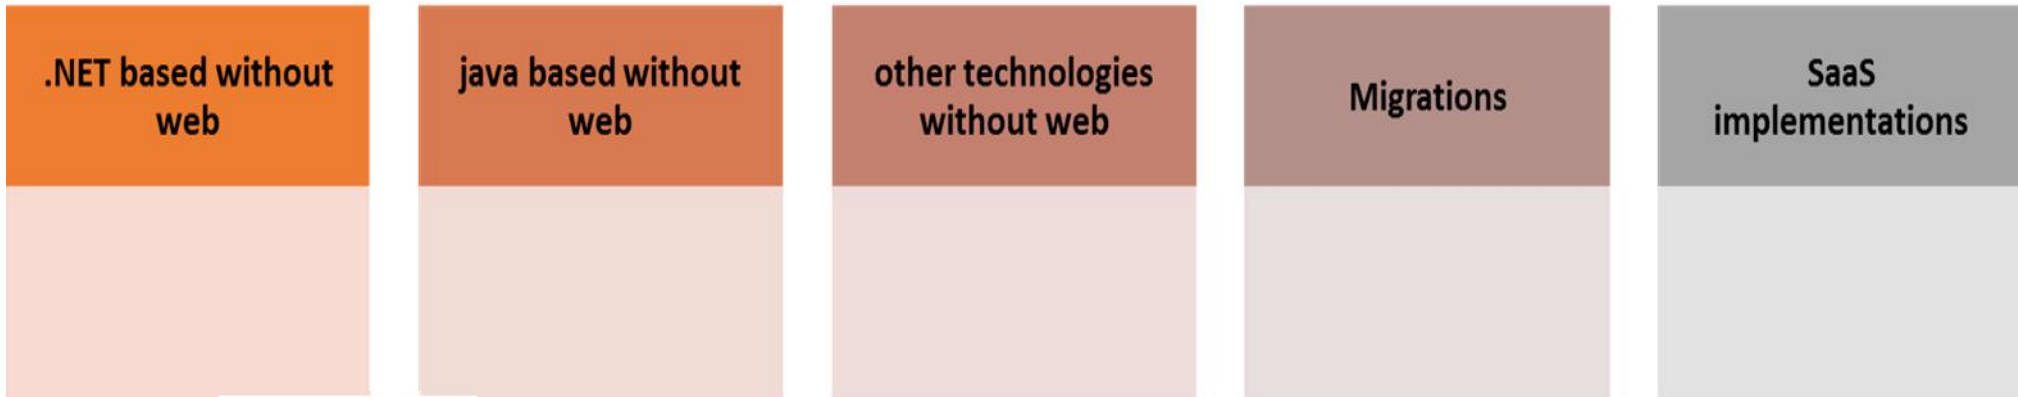 .NET based without
web
java based without
web
other technologies
without web
Migrations
SaaS
implementations